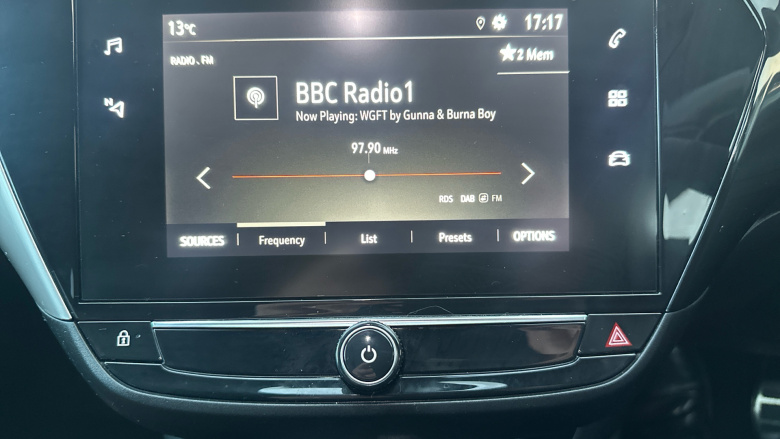 13°C
17:17
RADIO . FM
★2 Mem
BBC Radio1
Now Playing: WGFT by Gunna & Burna Boy
97.90 MHz
RDS DAB FM
SOURCES
Frequency
List
Presets
OPTIONS
N